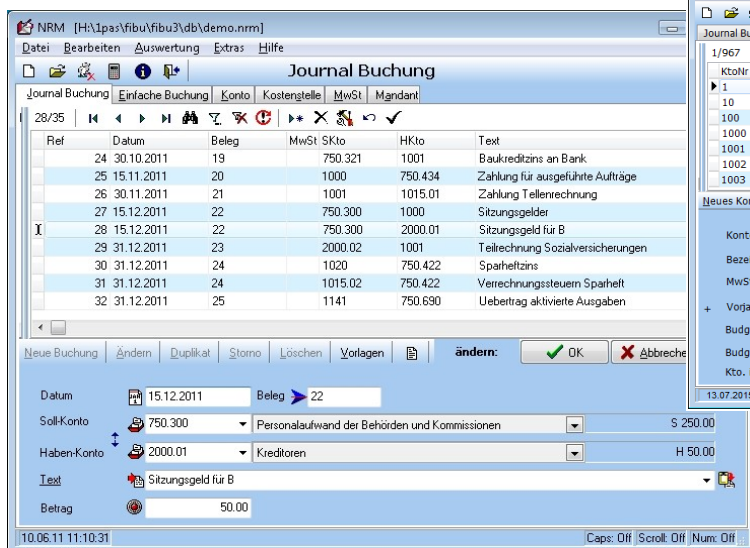 NRM [H:\1pas\fibu\fibu3\db\demo.nrm]
Datei Bearbeiten Auswertung Extras Hilfe
Journal Buchung
Journal Buchung Einfache Buchung Konto Kostenstelle MwSt Mandant
28/35
Ref Datum Beleg MwSt SKto HKto Text
24 30.10.2011 19 750.321 1001 Baukreditzins an Bank
25 15.11.2011 20 1000 750.434 Zahlung für ausgeführte Aufträge
26 30.11.2011 21 1001 1015.01 Zahlung Tellenrechnung
27 15.12.2011 22 750.300 1000 Sitzungsgelder
28 15.12.2011 22 750.300 2000.01 Sitzungsgeld für B
29 31.12.2011 23 2000.02 1001 Teilrechnung Sozialversicherungen
30 31.12.2011 24 1020 750.422 Sparheftzins
31 31.12.2011 24 1015.02 750.422 Verrechnungssteuern Sparheft
32 31.12.2011 25 1141 750.690 Uebertrag aktivierte Ausgaben
Neue Buchung Ändern Duplikat Storno Löschen Vorlagen ändern: OK Abbreche
Datum 15.12.2011 Beleg 22
Soll-Konto 750.300 Personalaufwand der Behörden und Kommissionen S 250.00
Haben-Konto 2000.01 Kreditoren H 50.00
Text Sitzungsgeld für B
Betrag 50.00
10.06.11 11:10:31 Caps: Off Scroll: Off Num: Off
Journal Bu
1/967
KtoNr
1
10
100
1000
1001
1002
1003
Neues Kon
Kont
Bezei
MwSt
+ Vorja
Budg
Budg
Kto.
13.07.2015